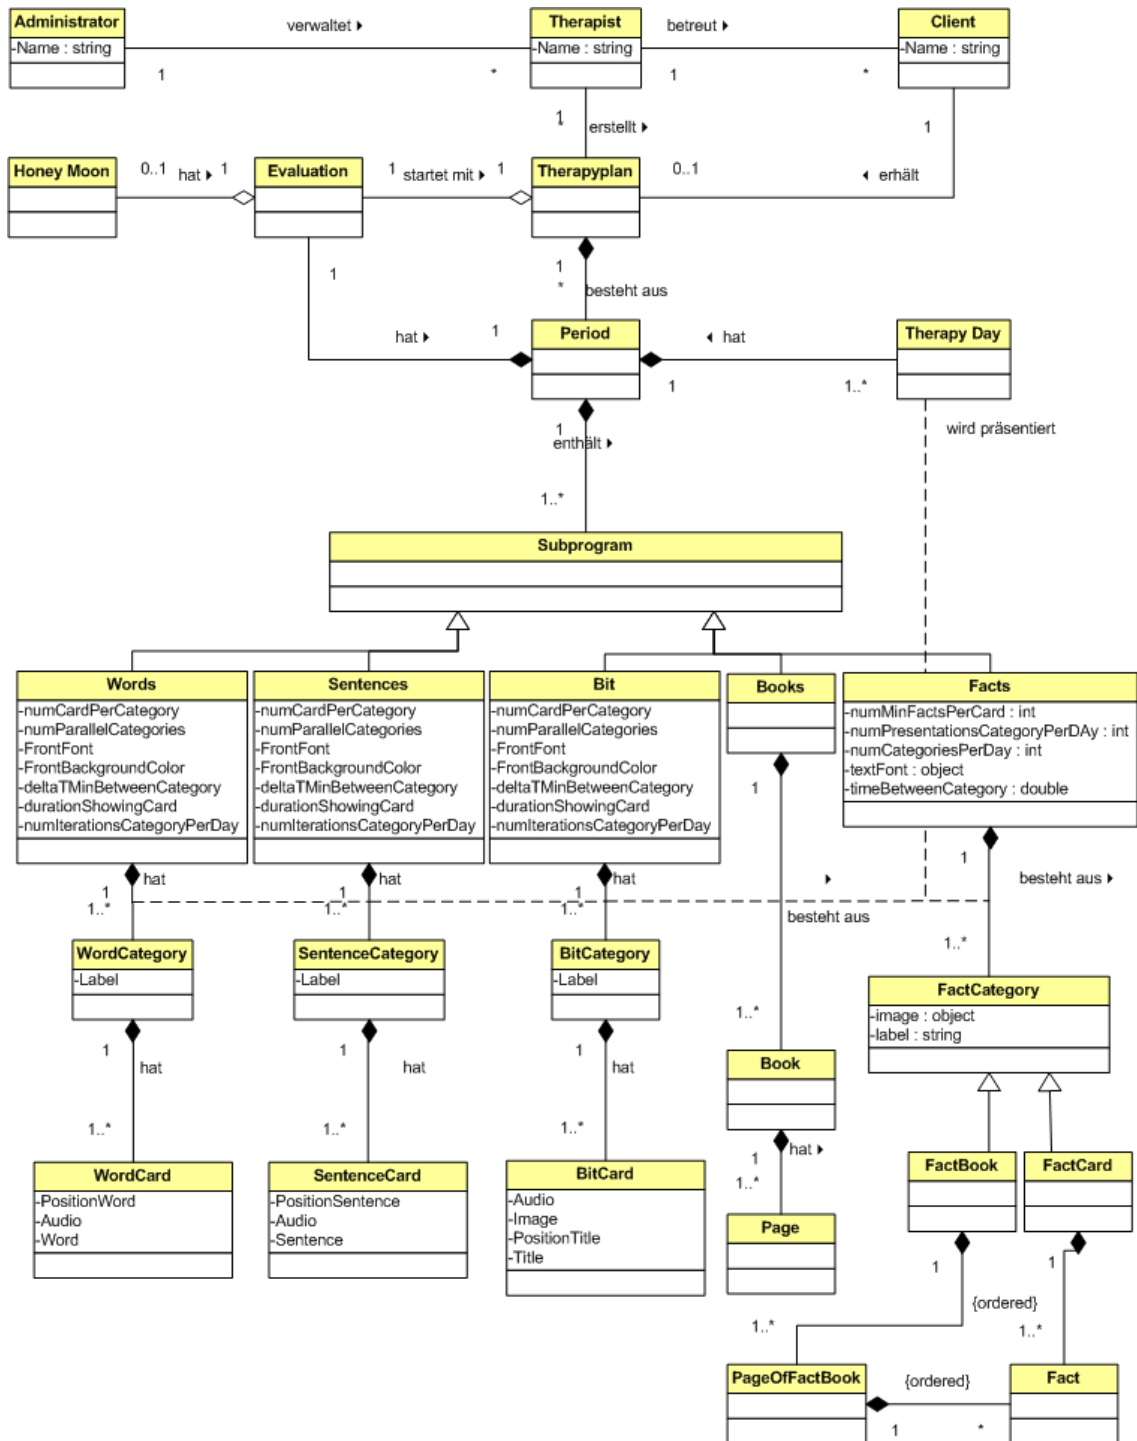 Administrator
-Name : string
verwaltet
1
*
Therapist
-Name : string
betreut
1
*
Client
-Name : string
1
*
erstellt
1
Honey Moon
0..1
hat
1
Evaluation
1
startet mit
1
Therapyplan
0..1
erhält
1
1
*
besteht aus
hat
1
Period
hat
1
1..*
Therapy Day
1
enthält
wird präsentiert
1..*
Subprogram
Words
-numCardPerCategory
-numParallelCategories
-FrontFont
-FrontBackgroundColor
-deltaTMinBetweenCategory
-durationShowingCard
-numIterationsCategoryPerDay
Sentences
-numCardPerCategory
-numParallelCategories
-FrontFont
-FrontBackgroundColor
-deltaTMinBetweenCategory
-durationShowingCard
-numIterationsCategoryPerDay
Bit
-numCardPerCategory
-numParallelCategories
-FrontFont
-FrontBackgroundColor
-deltaTMinBetweenCategory
-durationShowingCard
-numIterationsCategoryPerDay
Books
Facts
-numMinFactsPerCard : int
-numPresentationsCategoryPerDAy : int
-numCategoriesPerDay : int
-textFont : object
-timeBetweenCategory : double
hat
1
1..*
hat
1
1..*
hat
1
1..*
1
besteht aus
1..*
1
besteht aus
1..*
WordCategory
-Label
SentenceCategory
-Label
BitCategory
-Label
FactCategory
-image : object
-label : string
1
hat
1..*
1
hat
1..*
1
hat
1..*
Book
1
hat
1..*
WordCard
-PositionWord
-Audio
-Word
SentenceCard
-PositionSentence
-Audio
-Sentence
BitCard
-Audio
-Image
-PositionTitle
-Title
Page
FactBook
FactCard
1
{ordered}
1..*
1
1..*
PageOfFactBook
{ordered}
1
*
Fact